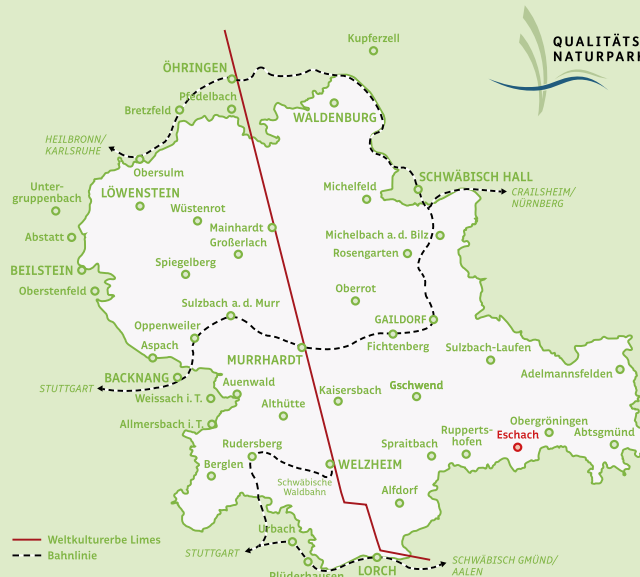 Kupferzell
QUALITÄTS
NATURPARK
ÖHRINGEN
Pfedelbach
Bretzfeld
WALDENBURG
HEILBRONN/
KARLSRUHE
Obersulm
SCHWÄBISCH HALL
Unter-
gruppenbach
LÖWENSTEIN
Michelfeld
CRAILSHEIM/
NÜRNBERG
Wüstenrot
Mainhardt
Abstatt
Großerlach
Michelbach a. d. Bilz
Rosengarten
BEILSTEIN
Spiegelberg
Oberstenfeld
Oberrot
Sulzbach a. d. Murr
GAILDORF
Oppenweiler
Aspach
Fichtenberg
Sulzbach-Laufen
MURRHARDT
Adelmannsfelden
BACKNANG
STUTTGART
Auenwald
Gschwend
Weissach i. T.
Kaisersbach
Althütte
Allmersbach i. T.
Obergröningen
Ruppertshofen
Eschach
Abtsgmünd
Rudersberg
Spraitbach
Berglen
WELZHEIM
Schwäbische
Waldbahn
Alfdorf
Urbach
Weltkulturerbe Limes
STUTTGART
Bahnlinie
SCHWÄBISCH GMÜND/
AALEN
Plüderhausen
LORCH